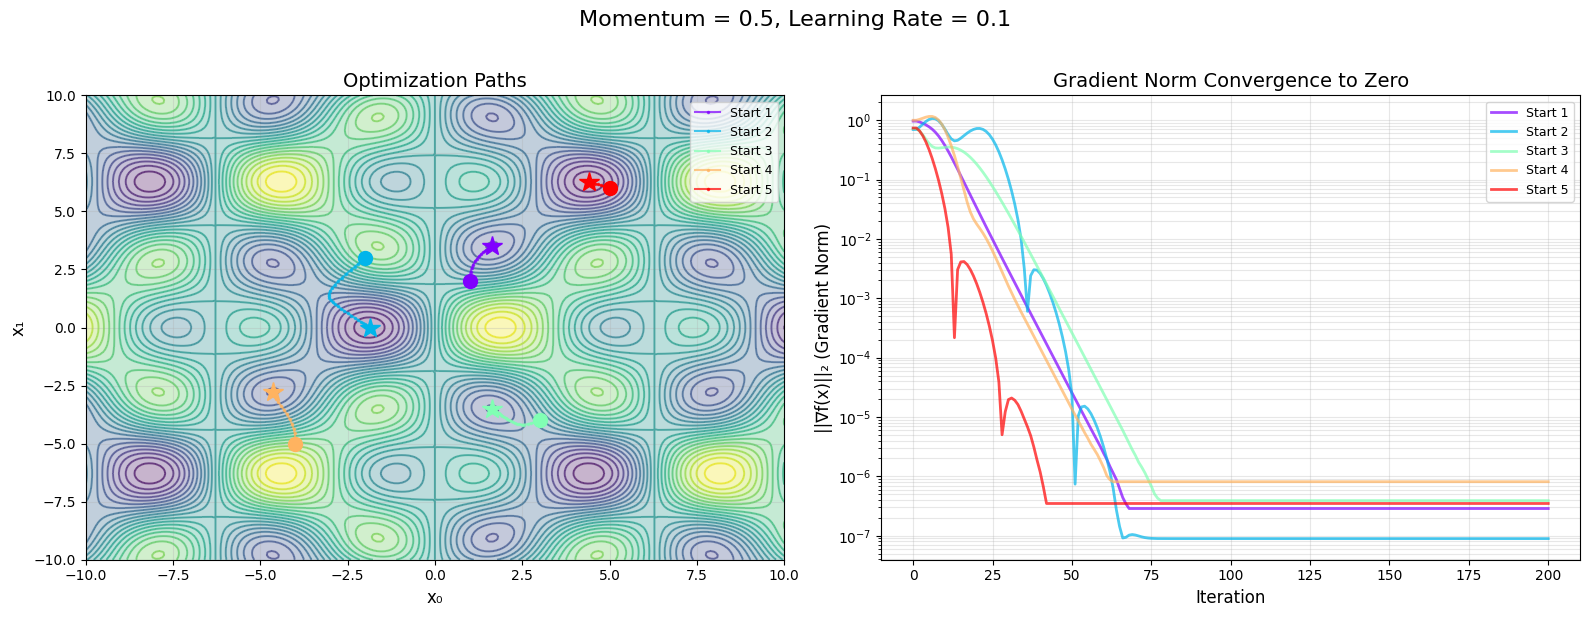 Momentum = 0.5, Learning Rate = 0.1
Optimization Paths
10.0
7.5
5.0
2.5
0.0
−2.5
−5.0
−7.5
−10.0
x₁
Start 1
Start 2
Start 3
Start 4
Start 5
−10.0 −7.5 −5.0 −2.5 0.0 2.5 5.0 7.5 10.0
x₀
Gradient Norm Convergence to Zero
10⁰
10⁻¹
10⁻²
10⁻³
10⁻⁴
10⁻⁵
10⁻⁶
10⁻⁷
||∇f(x)||₂ (Gradient Norm)
Start 1
Start 2
Start 3
Start 4
Start 5
0 25 50 75 100 125 150 175 200
Iteration